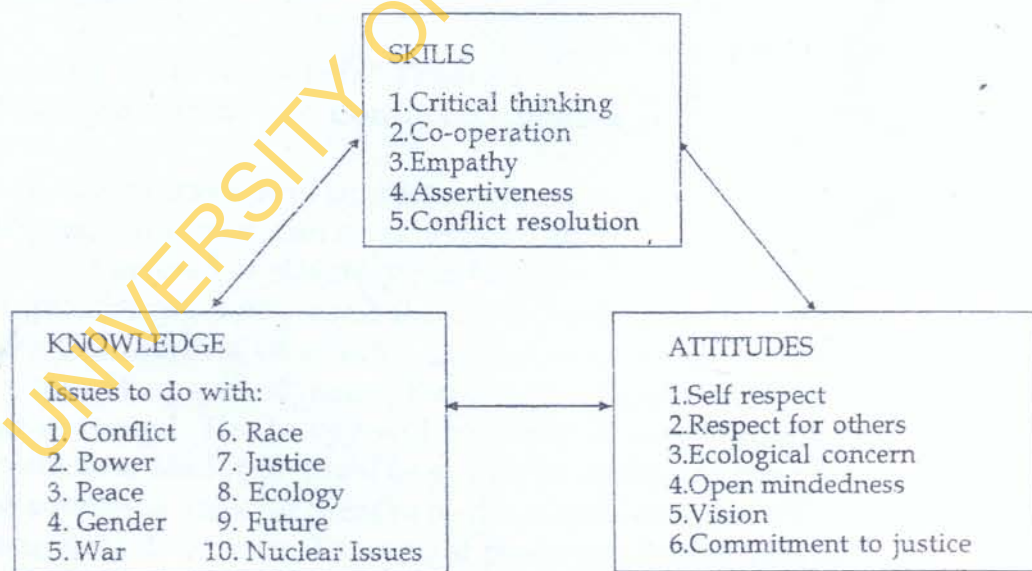 SKILLS
1.Critical thinking
2.Co-operation
3.Empathy
4.Assertiveness
5.Conflict resolution
KNOWLEDGE
Issues to do with:
1. Conflict 6. Race
2. Power 7. Justice
3. Peace 8. Ecology
4. Gender 9. Future
5. War 10. Nuclear Issues
ATTITUDES
1.Self respect
2.Respect for others
3.Ecological concern
4.Open mindedness
5.Vision
6.Commitment to justice
UNIVERSITY OF